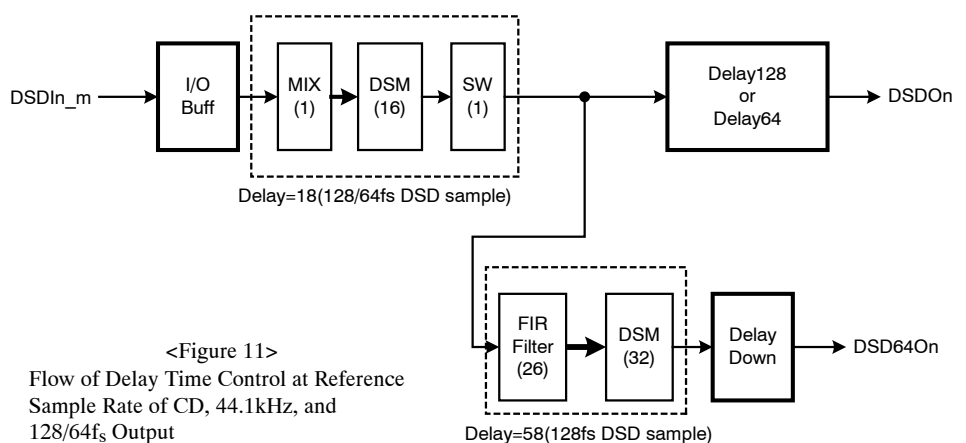 DSDIn_m
I/O
Buff
MIX
(1)
DSM
(16)
SW
(1)
Delay=18(128/64fs DSD sample)
Delay128
or
Delay64
DSDOn
FIR
Filter
(26)
DSM
(32)
Delay=58(128fs DSD sample)
Delay
Down
DSD64On
<Figure 11>
Flow of Delay Time Control at Reference
Sample Rate of CD, 44.1kHz, and
128/64fs Output